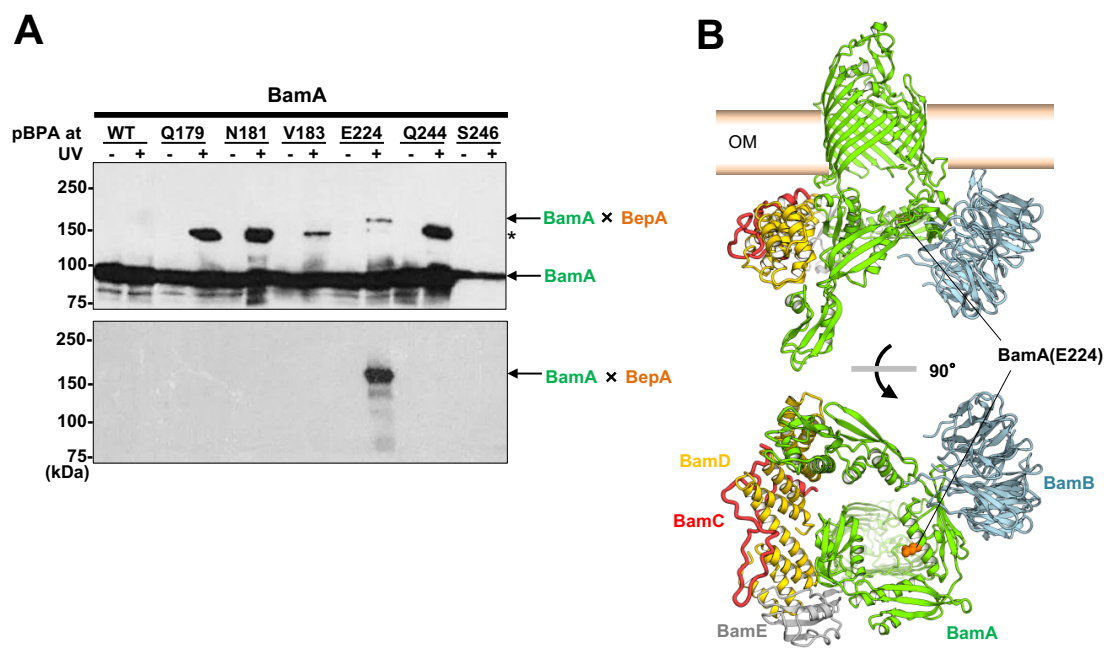 A
BamA
pBPA at WT Q179 N181 V183 E224 Q244 S246
UV - + - + - + - + - + - + - +
250
150
100
75
BamA × BepA
*
BamA
250
150
100
75
(kDa)
BamA × BepA
B
OM
BamA(E224)
90°
BamD
BamC
BamB
BamE
BamA